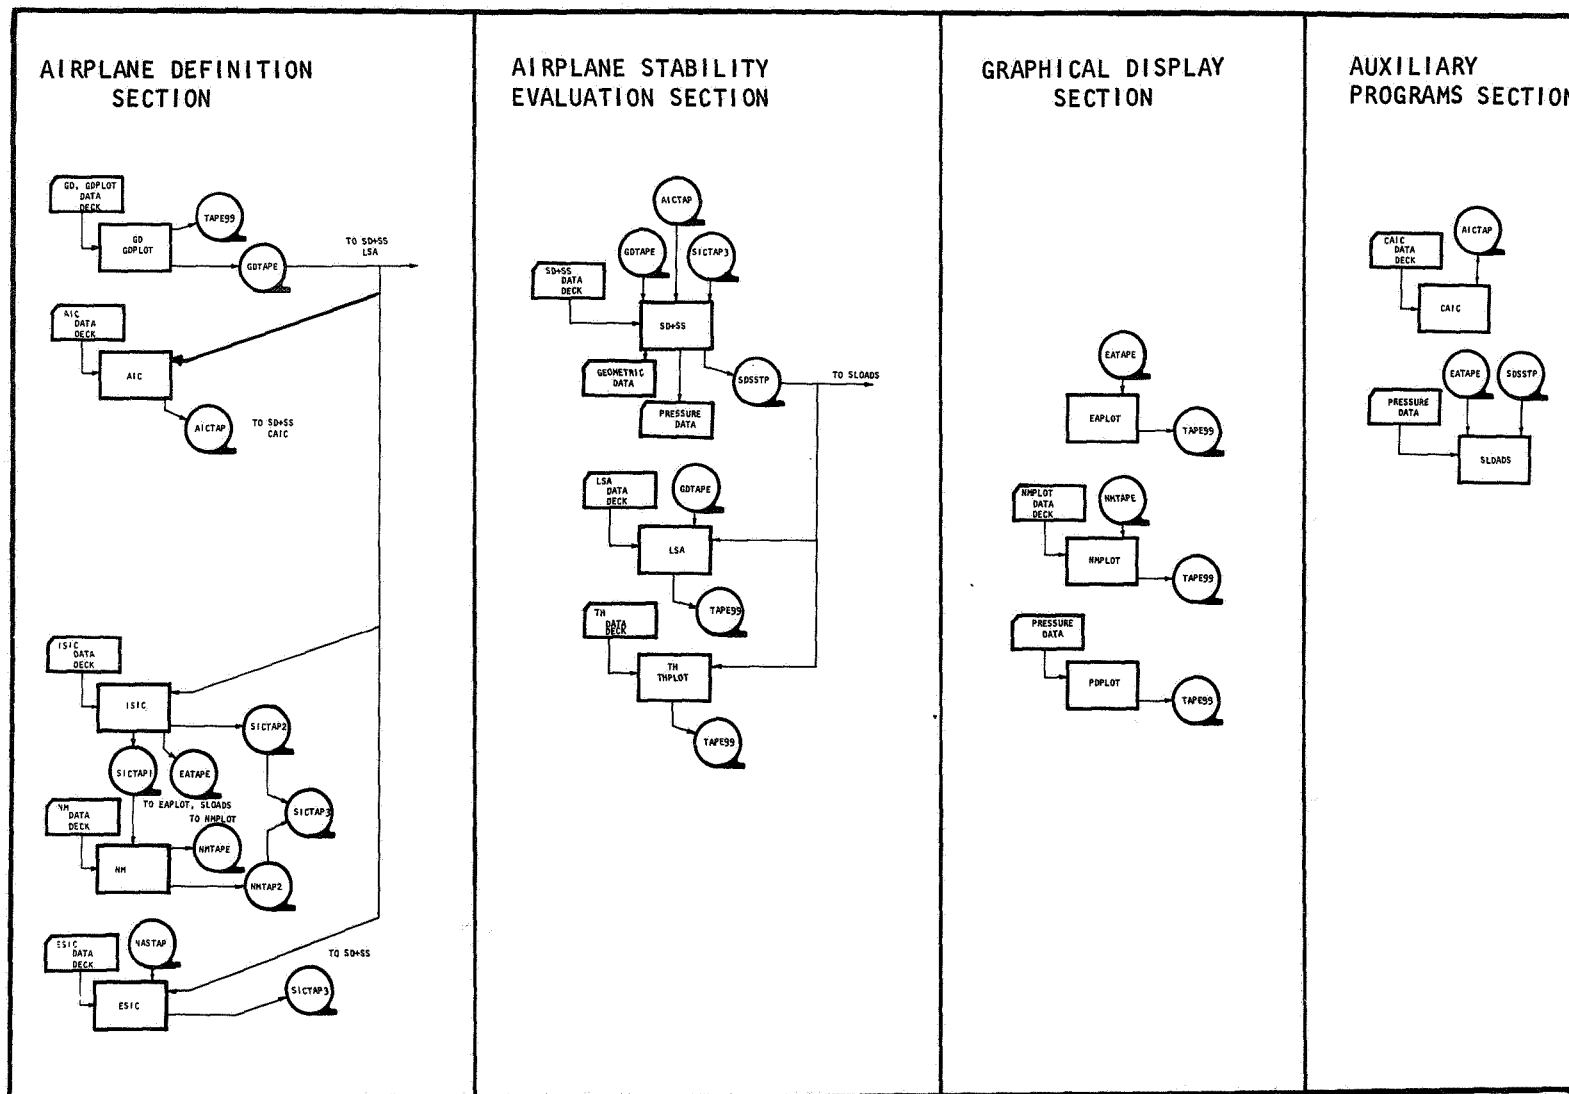 AIRPLANE DEFINITION
SECTION
GD, GDPLOT
DATA
DECK
TAPE99
GD
GDPLOT
GDTAPE
TO SD+SS
LSA
AIC
DATA
DECK
AIC
AICTAP
TO SD+SS
CAIC
ISIC
DATA
DECK
ISIC
SICTAP2
SICTAP1
EATAPE
TO EAPLOT, SLOADS
TO NMPLOT
SICTAP3
NM
DATA
DECK
NMTAPE
NM
NMTAP2
ESIC
DATA
DECK
NASTAP
TO SD+SS
SICTAP3
ESIC
AIRPLANE STABILITY
EVALUATION SECTION
AICTAP
GDTAPE
SICTAP3
SD+SS
DATA
DECK
SD+SS
GEOMETRIC
DATA
SDSSTP
TO SLOADS
PRESSURE
DATA
LSA
DATA
DECK
GDTAPE
LSA
TAPE99
TH
DATA
DECK
TH
THPLOT
TAPE99
GRAPHICAL DISPLAY
SECTION
EATAPE
EAPLOT
TAPE99
NMPLOT
DATA
DECK
NMTAPE
NMPLOT
TAPE99
PRESSURE
DATA
PDPLOT
TAPE99
AUXILIARY
PROGRAMS SECTION
CAIC
DATA
DECK
AICTAP
CAIC
EATAPE
SDSSTP
PRESSURE
DATA
SLOADS